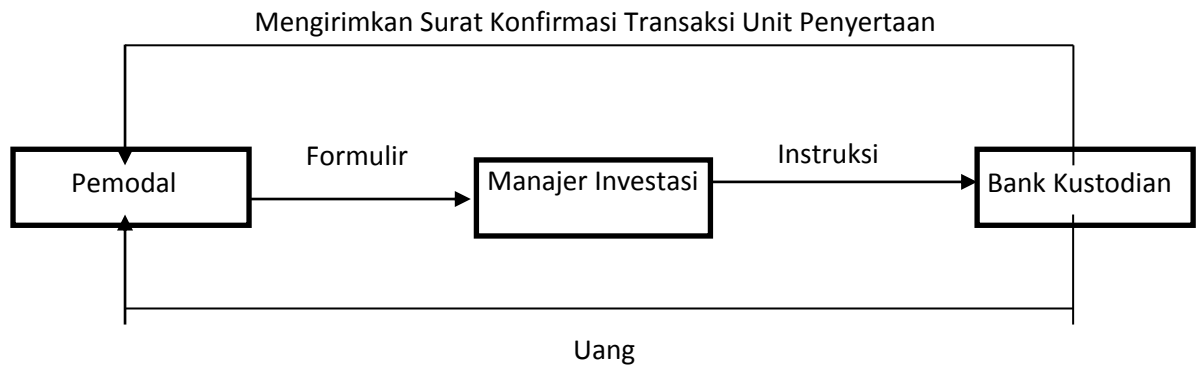 Mengirimkan Surat Konfirmasi Transaksi Unit Penyertaan
Pemodal
Formulir
Manajer Investasi
Instruksi
Bank Kustodian
Uang